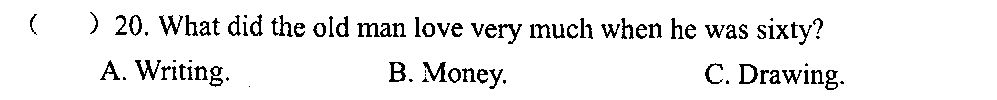 (    ) 20. What did the old man love very much when he was sixty?
A. Writing.    B. Money.    C. Drawing.